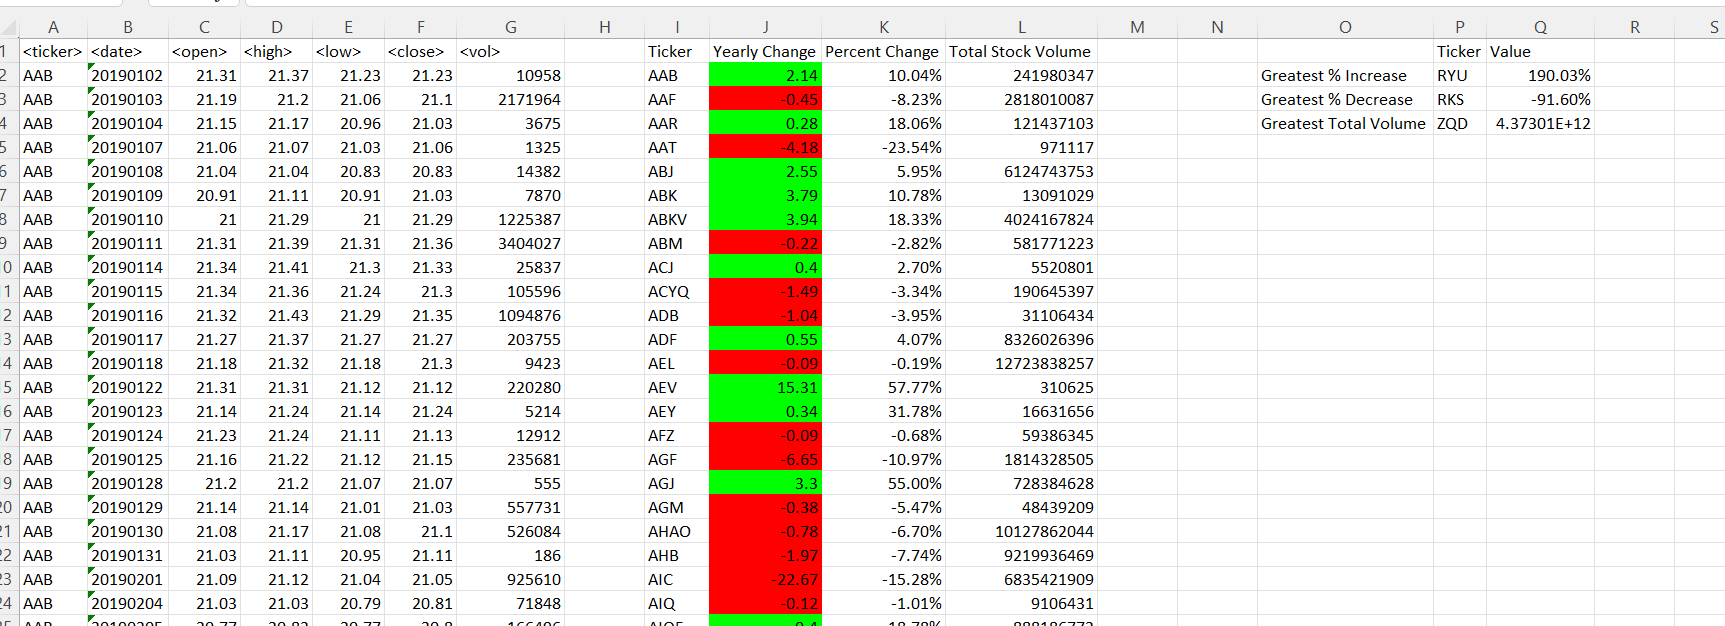 A B C D E F G H I J K L M N O P Q R S
1 <ticker> <date> <open> <high> <low> <close> <vol> Ticker Yearly Change Percent Change Total Stock Volume Ticker Value
2 AAB 20190102 21.31 21.37 21.23 21.23 10958 AAB 2.14 10.04% 241980347 Greatest % Increase RYU 190.03%
3 AAB 20190103 21.19 21.2 21.06 21.1 2171964 AAF -0.45 -8.23% 2818010087 Greatest % Decrease RKS -91.60%
4 AAB 20190104 21.15 21.17 20.96 21.03 3675 AAR 0.28 18.06% 121437103 Greatest Total Volume ZQD 4.37301E+12
5 AAB 20190107 21.06 21.07 21.03 21.06 1325 AAT -4.18 -23.54% 971117
6 AAB 20190108 21.04 21.04 20.83 20.83 14382 ABJ 2.55 5.95% 6124743753
7 AAB 20190109 20.91 21.11 20.91 21.03 7870 ABK 3.79 10.78% 13091029
8 AAB 20190110 21 21.29 21 21.29 1225387 ABKV 3.94 18.33% 4024167824
9 AAB 20190111 21.31 21.39 21.31 21.36 3404027 ABM -0.22 -2.82% 581771223
0 AAB 20190114 21.34 21.41 21.3 21.33 25837 ACJ 0.4 2.70% 5520801
1 AAB 20190115 21.34 21.36 21.24 21.3 105596 ACYQ -1.49 -3.34% 190645397
2 AAB 20190116 21.32 21.43 21.29 21.35 1094876 ADB -1.04 -3.95% 31106434
3 AAB 20190117 21.27 21.37 21.27 21.27 203755 ADF 0.55 4.07% 8326026396
4 AAB 20190118 21.18 21.32 21.18 21.3 9423 AEL -0.09 -0.19% 12723838257
5 AAB 20190122 21.31 21.31 21.12 21.12 220280 AEV 15.31 57.77% 310625
6 AAB 20190123 21.14 21.24 21.14 21.24 5214 AEY 0.34 31.78% 16631656
7 AAB 20190124 21.23 21.24 21.11 21.13 12912 AFZ -0.09 -0.68% 59386345
8 AAB 20190125 21.16 21.22 21.12 21.15 235681 AGF -6.65 -10.97% 1814328505
9 AAB 20190128 21.2 21.2 21.07 21.07 555 AGJ 3.3 55.00% 728384628
20 AAB 20190129 21.14 21.14 21.01 21.03 557731 AGM -0.38 -5.47% 48439209
21 AAB 20190130 21.08 21.17 21.08 21.1 526084 AHAO -0.78 -6.70% 10127862044
22 AAB 20190131 21.03 21.11 20.95 21.11 186 AHB -1.97 -7.74% 9219936469
23 AAB 20190201 21.09 21.12 21.04 21.05 925610 AIC -22.67 -15.28% 6835421909
24 AAB 20190204 21.03 21.03 20.79 20.81 71848 AIQ -0.12 -1.01% 9106431